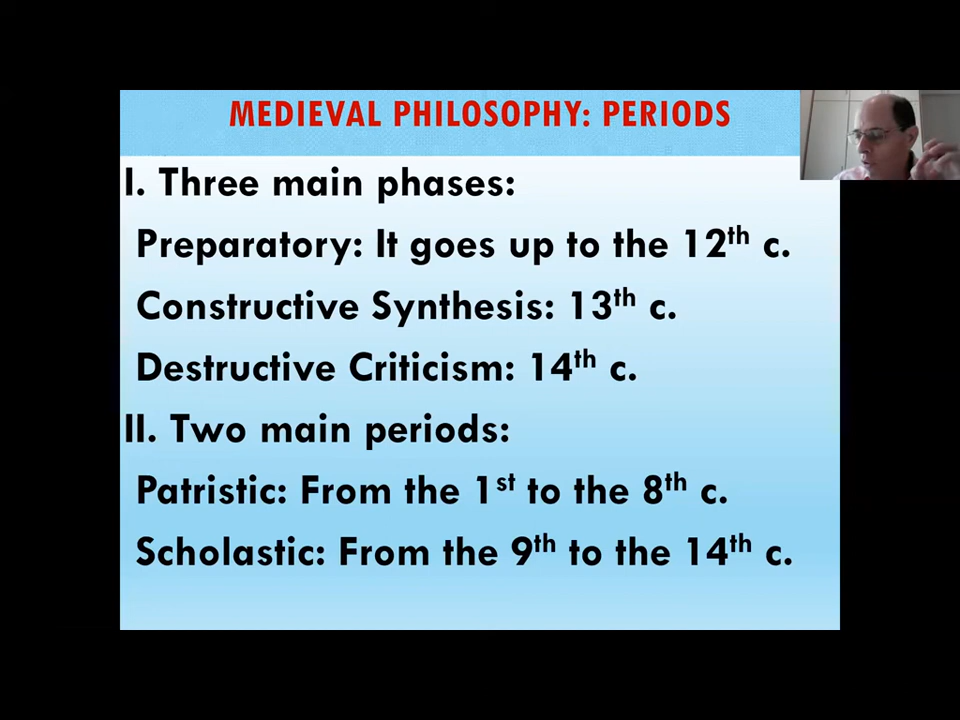 MEDIEVAL PHILOSOPHY: PERIODS
I. Three main phases:
Preparatory: It goes up to the 12th c.
Constructive Synthesis: 13th c.
Destructive Criticism: 14th c.
II. Two main periods:
Patristic: From the 1st to the 8th c.
Scholastic: From the 9th to the 14th c.